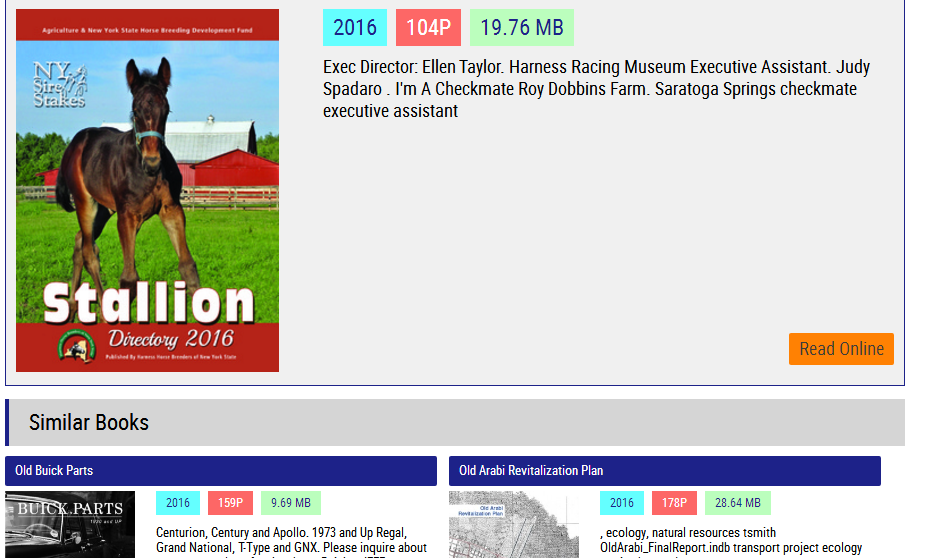 Agriculture & New York State Horse Breeding Development Fund
NY
Sire
Stakes
Stallion
Directory 2016
Published By Harness Horse Breeders of New York State
2016 104P 19.76 MB
Exec Director: Ellen Taylor. Harness Racing Museum Executive Assistant. Judy
Spadaro . I'm A Checkmate Roy Dobbins Farm. Saratoga Springs checkmate
executive assistant
Read Online
Similar Books
Old Buick Parts
BUICK PARTS
1930 and UP
2016 159P 9.69 MB
Centurion, Century and Apollo. 1973 and Up Regal,
Grand National, T-Type and GNX. Please inquire about
Old Arabi Revitalization Plan
Old Arabi
Revitalization Plan
2016 178P 28.64 MB
, ecology, natural resources tsmith
OldArabi_FinalReport.indb transport project ecology